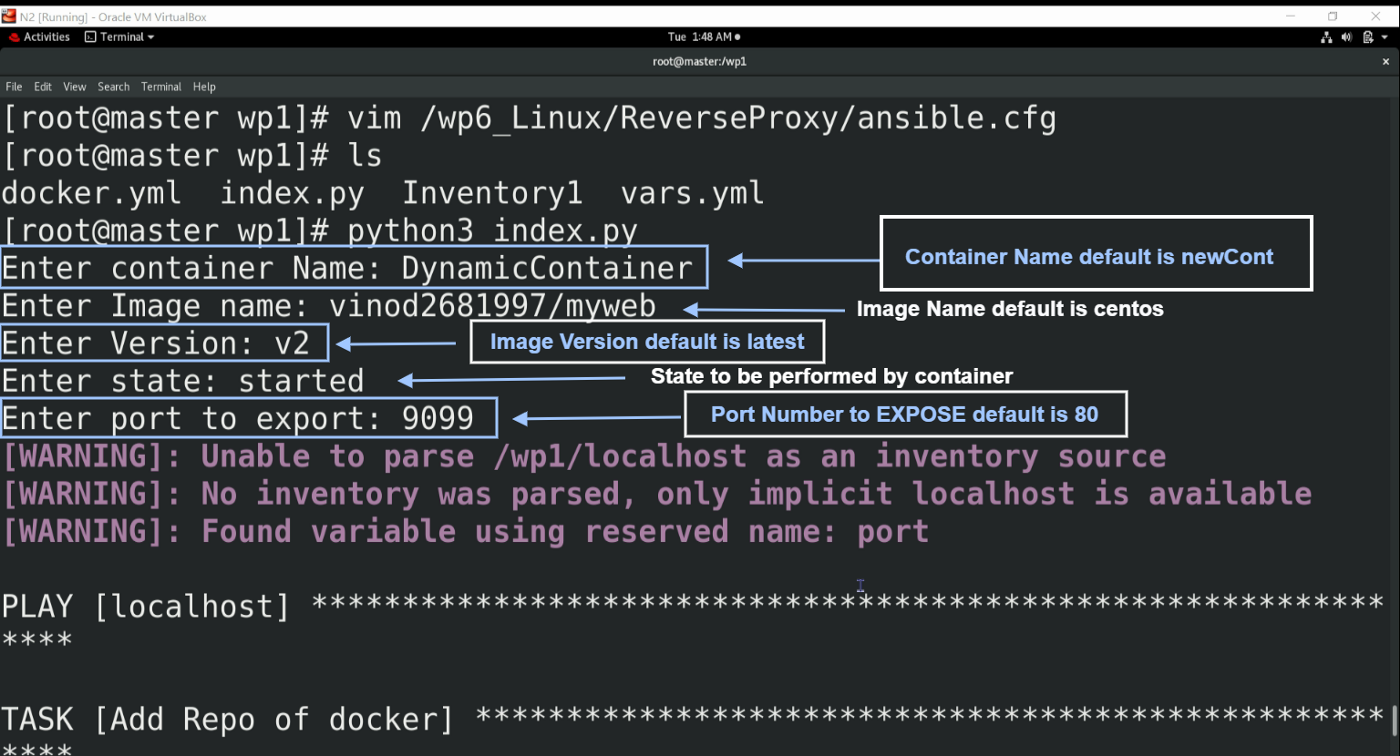 N2 [Running] - Oracle VM VirtualBox
Activities Terminal Tue 1:48 AM
root@master:/wp1
File Edit View Search Terminal Help
[root@master wp1]# vim /wp6_Linux/ReverseProxy/ansible.cfg
[root@master wp1]# ls
docker.yml index.py Inventory1 vars.yml
[root@master wp1]# python3 index.py
Enter container Name: DynamicContainer Container Name default is newCont
Enter Image name: vinod2681997/myweb Image Name default is centos
Enter Version: v2 Image Version default is latest
Enter state: started State to be performed by container
Enter port to export: 9099 Port Number to EXPOSE default is 80
[WARNING]: Unable to parse /wp1/localhost as an inventory source
[WARNING]: No inventory was parsed, only implicit localhost is available
[WARNING]: Found variable using reserved name: port
PLAY [localhost] ***********************************************************
****
TASK [Add Repo of docker] **************************************************
****